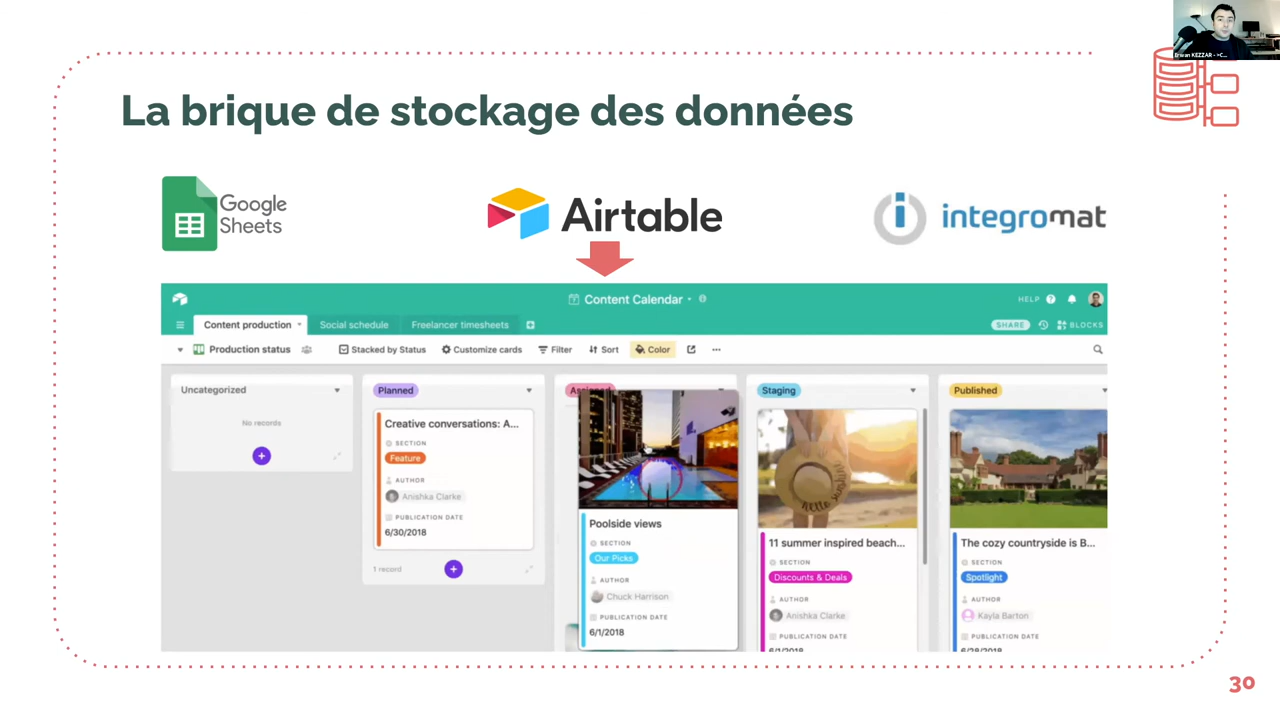 La brique de stockage des données
Google
Sheets
Airtable
integromat
Content Calendar
HELP
Content production
Social schedule
Freelancer timesheets
SHARE
BLOCKS
Production status
Stacked by Status
Customize cards
Filter
Sort
Color
Uncategorized
No records
Planned
Creative conversations: A...
SECTION
Feature
AUTHOR
Anishka Clarke
PUBLICATION DATE
6/30/2018
1 record
Poolside views
SECTION
Our Picks
AUTHOR
Chuck Harrison
PUBLICATION DATE
6/1/2018
Staging
hello sunshine
11 summer inspired beach...
SECTION
Discounts & Deals
AUTHOR
Anishka Clarke
PUBLICATION DATE
Published
The cozy countryside is B...
SECTION
Spotlight
AUTHOR
Kayla Barton
PUBLICATION DATE
30